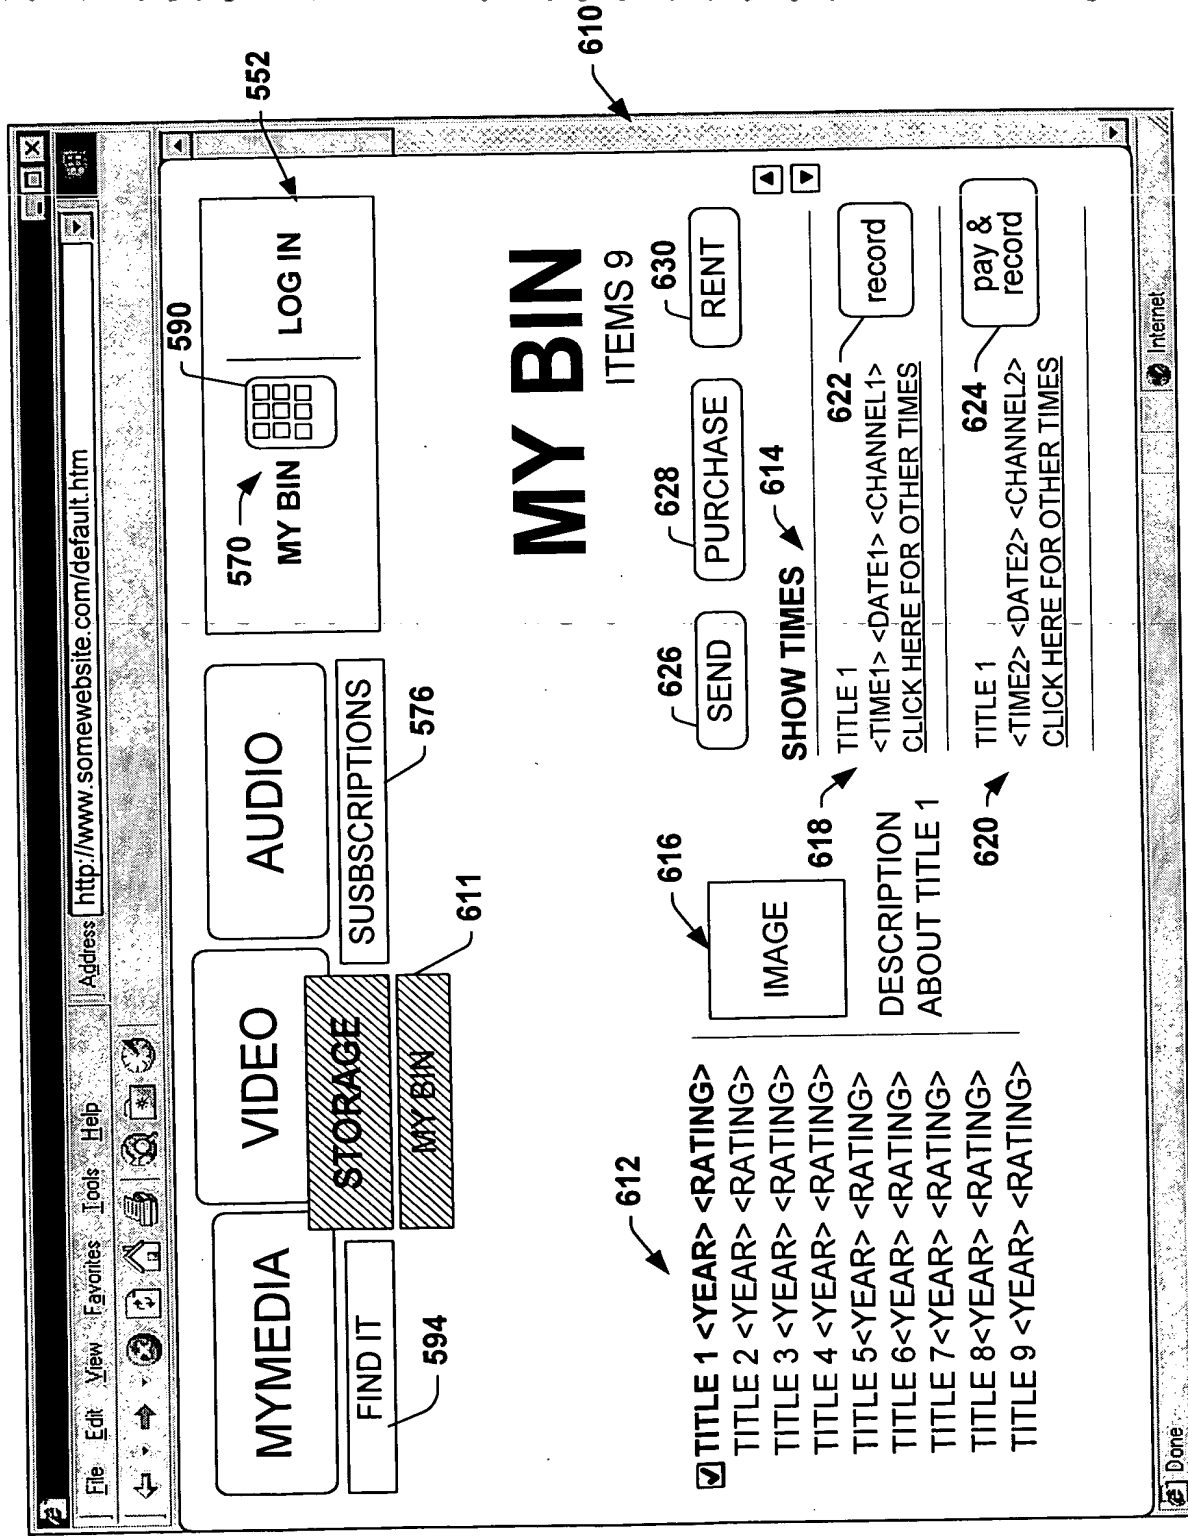 File Edit View Favorites Tools Help
Address http://www.somewebsite.com/default.htm
MYMEDIA
VIDEO
AUDIO
FIND IT
STORAGE
SUSBSCRIPTIONS
MY BIN
594
611
576
570
MY BIN
590
LOG IN
552
MY BIN
ITEMS 9
610
612
TITLE 1 <YEAR> <RATING>
TITLE 2 <YEAR> <RATING>
TITLE 3 <YEAR> <RATING>
TITLE 4 <YEAR> <RATING>
TITLE 5<YEAR> <RATING>
TITLE 6<YEAR> <RATING>
TITLE 7<YEAR> <RATING>
TITLE 8<YEAR> <RATING>
TITLE 9 <YEAR> <RATING>
616
IMAGE
DESCRIPTION
ABOUT TITLE 1
626
SEND
628
PURCHASE
630
RENT
SHOW TIMES
614
618
TITLE 1
<TIME1> <DATE1> <CHANNEL1>
CLICK HERE FOR OTHER TIMES
622
record
620
TITLE 1
<TIME2> <DATE2> <CHANNEL2>
CLICK HERE FOR OTHER TIMES
624
pay &
record
Done
Internet